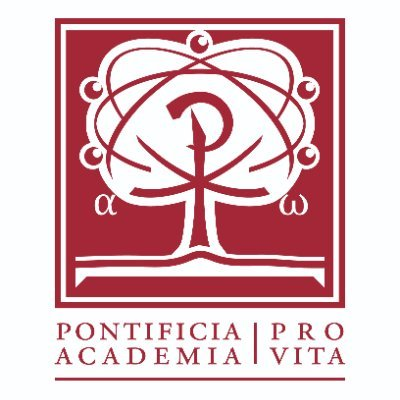 α ω
PONTIFICIA | PRO
ACADEMIA | VITA